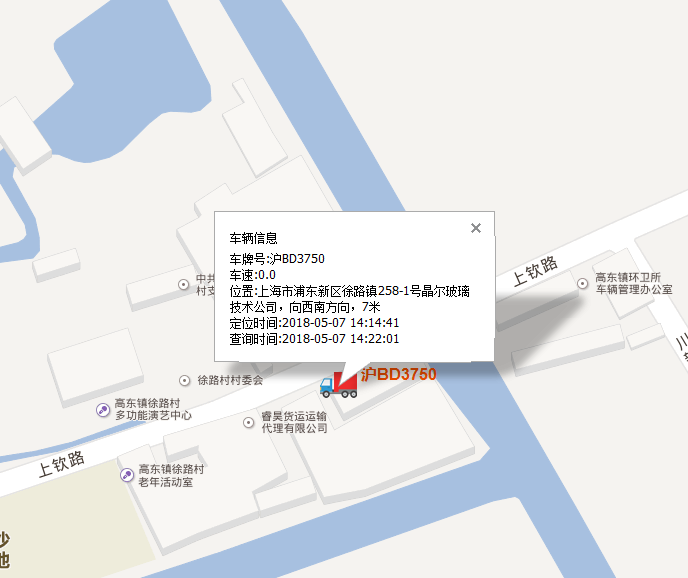 车辆信息
车牌号:沪BD3750
车速:0.0
位置:上海市浦东新区徐路镇258-1号晶尔玻璃
技术公司，向西南方向，7米
定位时间:2018-05-07 14:14:41
查询时间:2018-05-07 14:22:01
中共
村支
上钦路
高东镇环卫所
车辆管理办公室
川
沪BD3750
徐路村村委会
高东镇徐路村
多功能演艺中心
睿昊货运运输
代理有限公司
上钦路
高东镇徐路村
老年活动室